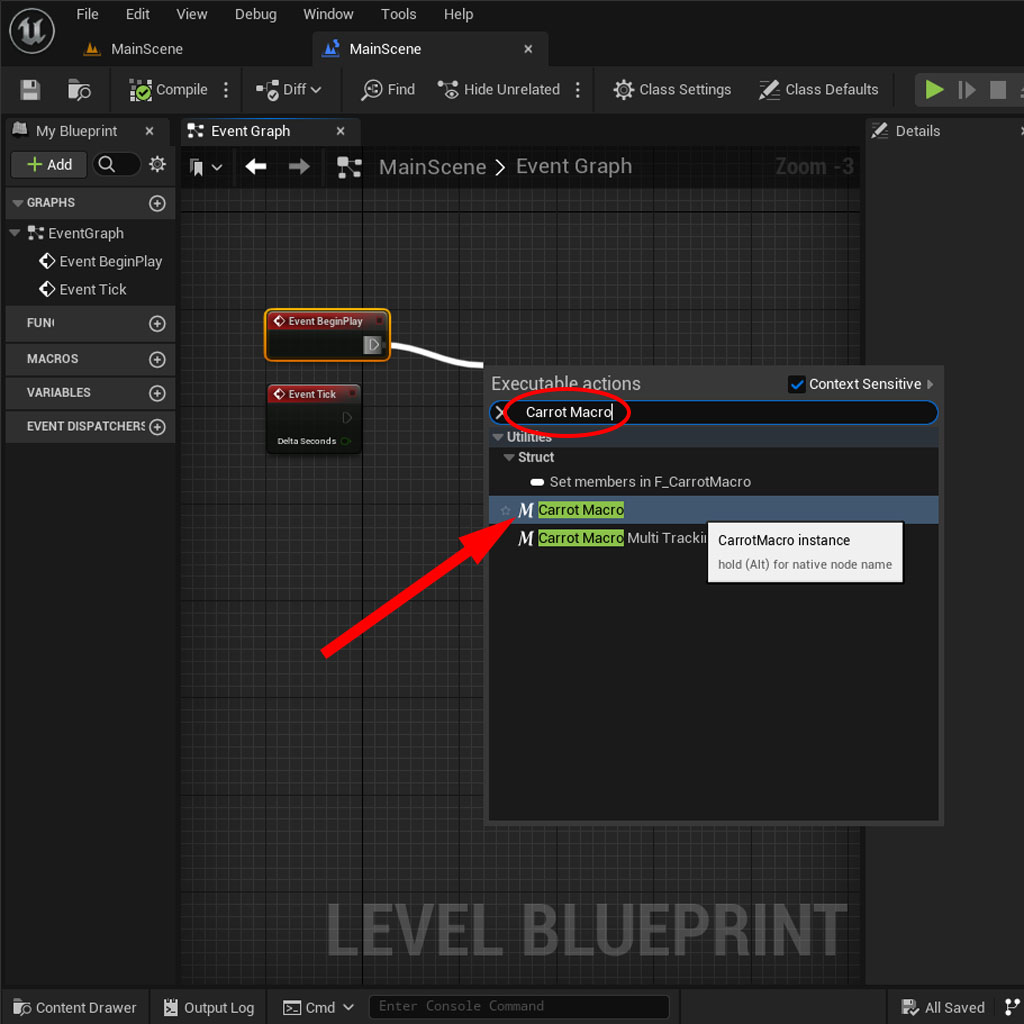 File Edit View Debug Window Tools Help
MainScene MainScene
Compile Diff Find Hide Unrelated Class Settings Class Defaults
My Blueprint Event Graph Details
Add MainScene Event Graph Zoom -3
GRAPHS
EventGraph
Event BeginPlay
Event Tick
FUNC
MACROS
VARIABLES
EVENT DISPATCHERS
Event BeginPlay
Event Tick
Delta Seconds
Executable actions Context Sensitive
Carrot Macro
Utilities
Struct
Set members in F_CarrotMacro
Carrot Macro
Carrot Macro Multi Trackin
CarrotMacro instance
hold (Alt) for native node name
LEVEL BLUEPRINT
Content Drawer Output Log Cmd Enter Console Command All Saved